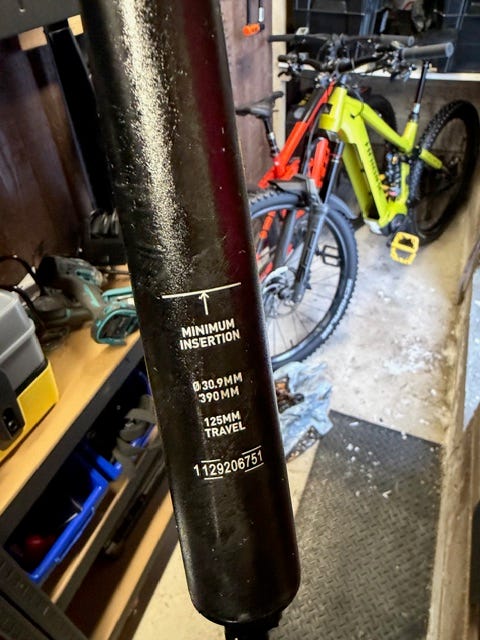 MINIMUM
INSERTION
Ø30.9MM
390MM
125MM
TRAVEL
1129206751